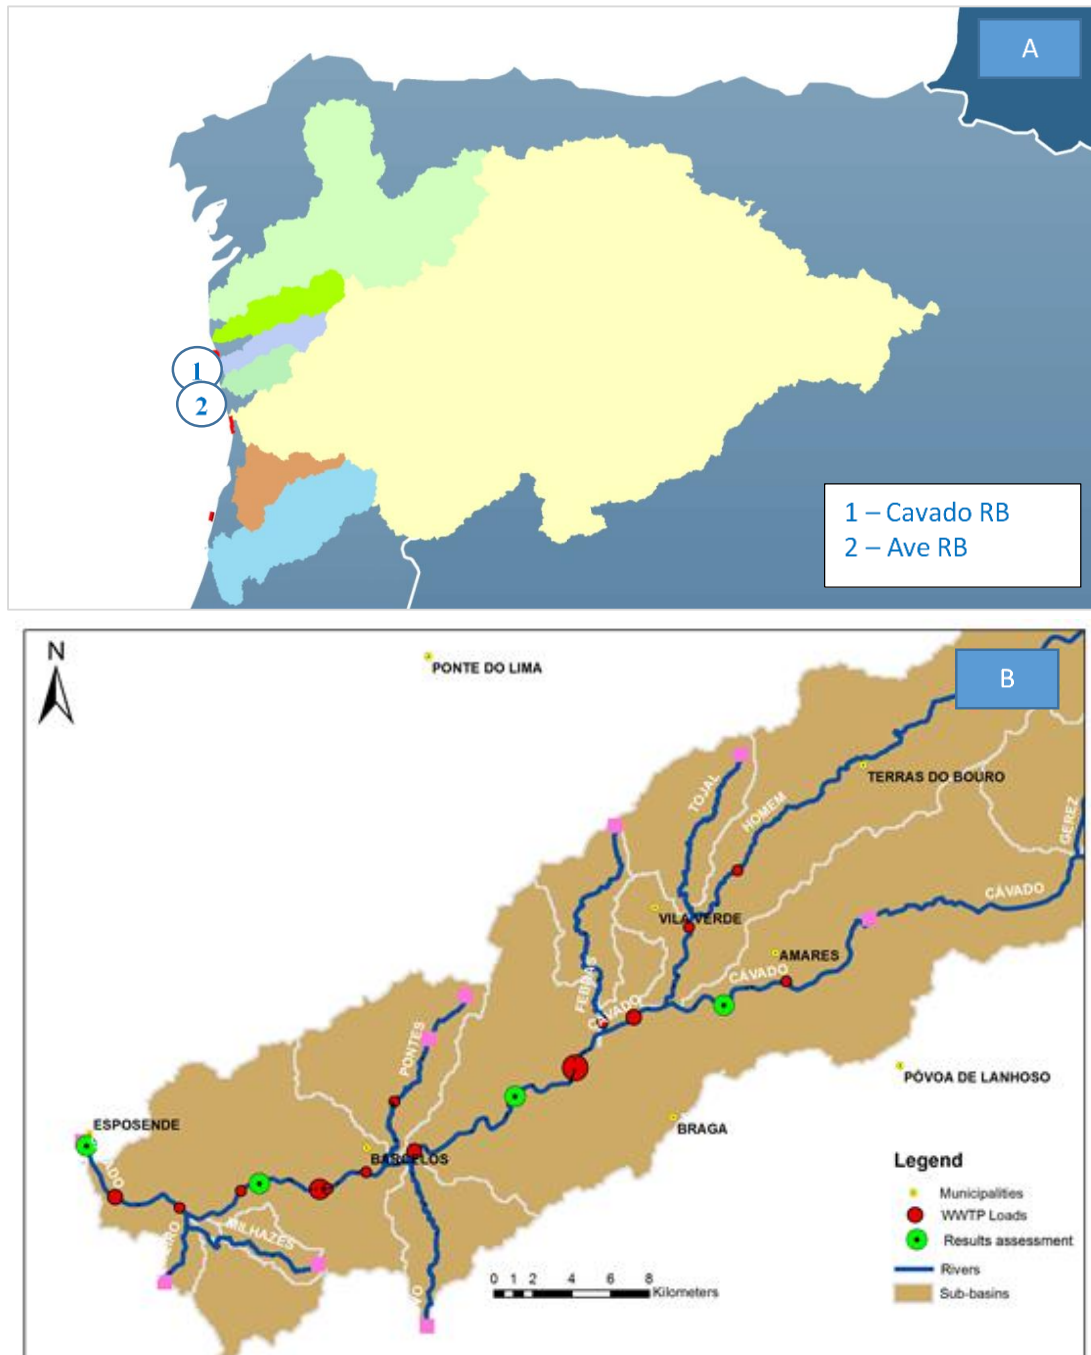 A
1
2
1 – Cavado RB
2 – Ave RB
N
B
PONTE DO LIMA
TERRAS DO BOURO
TOJAL
HOMEM
GEREZ
CÁVADO
VILA VERDE
AMARES
CÁVADO
FEBRAS
CÁVADO
PONTES
PÓVOA DE LANHOSO
BRAGA
ESPOSENDE
BARCELOS
MILHAZES
Legend
Municipalities
WWTP Loads
Results assessment
Rivers
Sub-basins
0 1 2 4 6 8
Kilometers